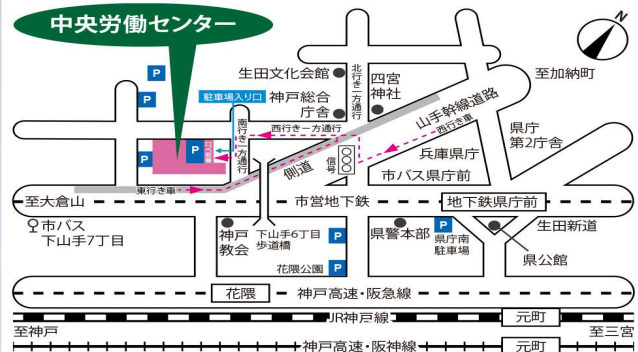 中央労働センター
N
P
P
P
P
駐車場入り口
生田文化会館
神戸総合
庁舎
北行き一方通行
四宮
神社
至加納町
山手幹線道路
西行き車
西行き一方通行
南行き一方通行
側道
信号
兵庫県庁
県庁
第2庁舎
市バス県庁前
東行き車
至大倉山
市営地下鉄
地下鉄県庁前
市バス
下山手7丁目
神戸
教会
下山手6丁目
歩道橋
P
県警本部
P
県庁南
駐車場
生田新道
県公館
花隈公園
P
花隈
神戸高速・阪急線
JR神戸線
元町
至神戸
至三宮
神戸高速・阪神線
元町